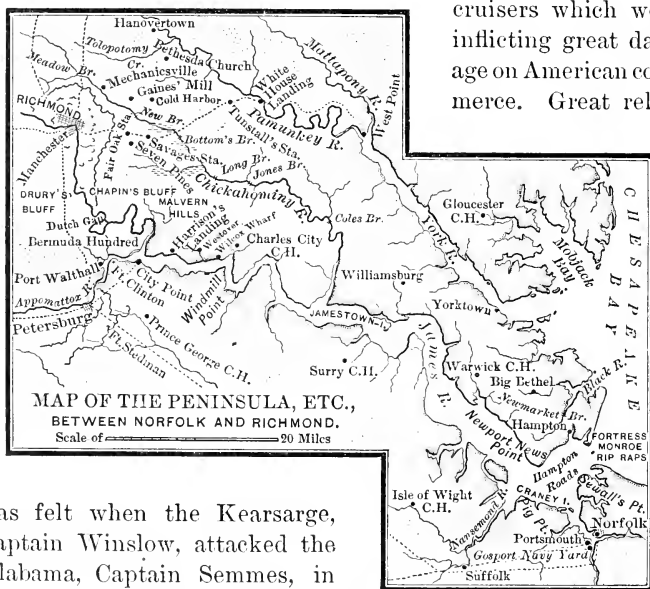 cruisers which we
inflicting great da
age on American co
merce. Great rel
Hanovertown
Tolopotomy Cr.
Bethesda Church
Mattapony R.
Meadow Br.
Mechanicsville
White House Landing
Gaines' Mill
Cold Harbor
RICHMOND
New Br.
Tunstall's Sta.
Pamunkey R.
West Point
Manchester
Fair Oak Sta.
Bottom's Br.
Savage's Sta.
Seven Pines
Long Br.
Jones Br.
Chickahominy R.
DRURY'S BLUFF
CHAPIN'S BLUFF
MALVERN HILLS
Dutch Gap
Harrison's Landing
Westover
Wilcox Wharf
Coles Br.
York R.
Gloucester C.H.
Mobjack Bay
CHESAPEAKE BAY
Bermuda Hundred
Charles City C.H.
Port Walthall
City Point
Ft. Clinton
Windmill Point
Williamsburg
Yorktown
Appomattox R.
Petersburg
JAMESTOWN I.
Prince George C.H.
Ft. Stedman
Surry C.H.
James R.
Warwick C.H.
Big Bethel
Black R.
Newmarket Br.
Hampton
MAP OF THE PENINSULA, ETC.,
BETWEEN NORFOLK AND RICHMOND.
Scale of 20 Miles
Newport News Point
FORTRESS MONROE
RIP RAPS
Hampton Roads
Sewall's Pt.
Isle of Wight C.H.
CRANEY I.
Pig Pt.
Nansemond R.
Norfolk
Portsmouth
Gosport Navy Yard
Suffolk
as felt when the Kearsarge,
aptain Winslow, attacked the
labama, Captain Semmes, in